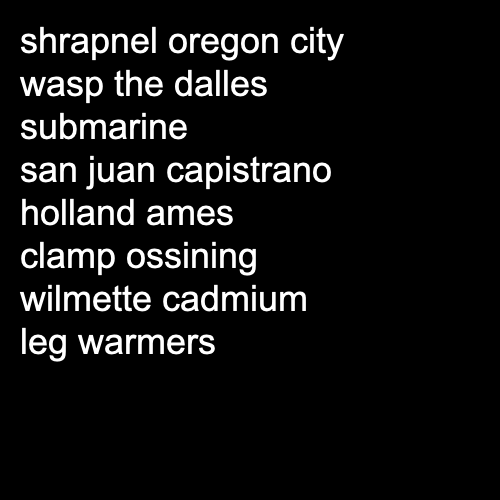 shrapnel oregon city
wasp the dalles
submarine
san juan capistrano
holland ames
clamp ossining
wilmette cadmium
leg warmers